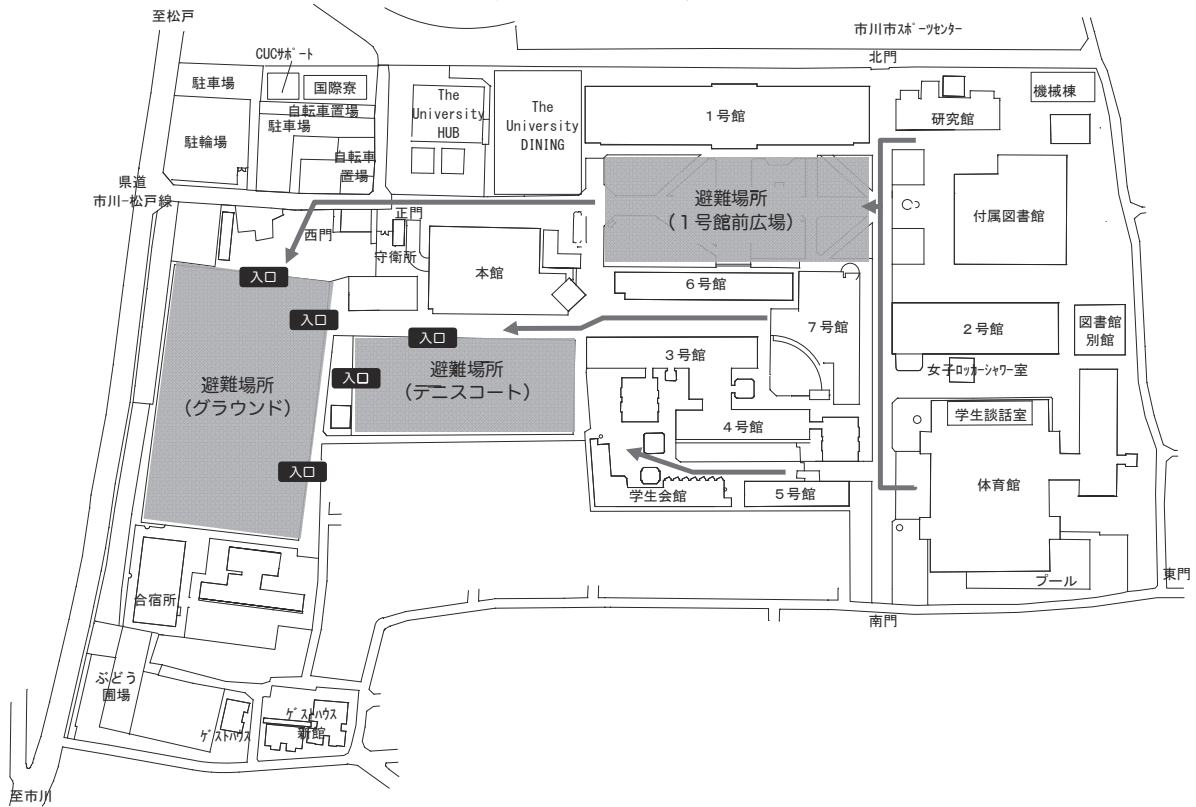 至松戸
市川市ｽﾎﾟｰﾂｾﾝﾀｰ
北門
CUCｻﾎﾟｰﾄ
駐車場
国際寮
自転車置場
駐車場
駐輪場
自転車
置場
The
University
HUB
The
University
DINING
1号館
機械棟
研究館
県道
市川-松戸線
西門
正門
守衛所
避難場所
(１号館前広場)
付属図書館
本館
入口
6号館
入口
入口
7号館
2号館
図書館
別館
3号館
女子ﾛｯｶｰｼｬﾜｰ室
避難場所
(グラウンド)
入口
避難場所
(テニスコート)
学生談話室
4号館
入口
学生会館
5号館
体育館
プール
東門
南門
合宿所
ぶどう
圃場
ｹﾞｽﾄﾊｳｽ
ｹﾞｽﾄﾊｳｽ
新館
至市川